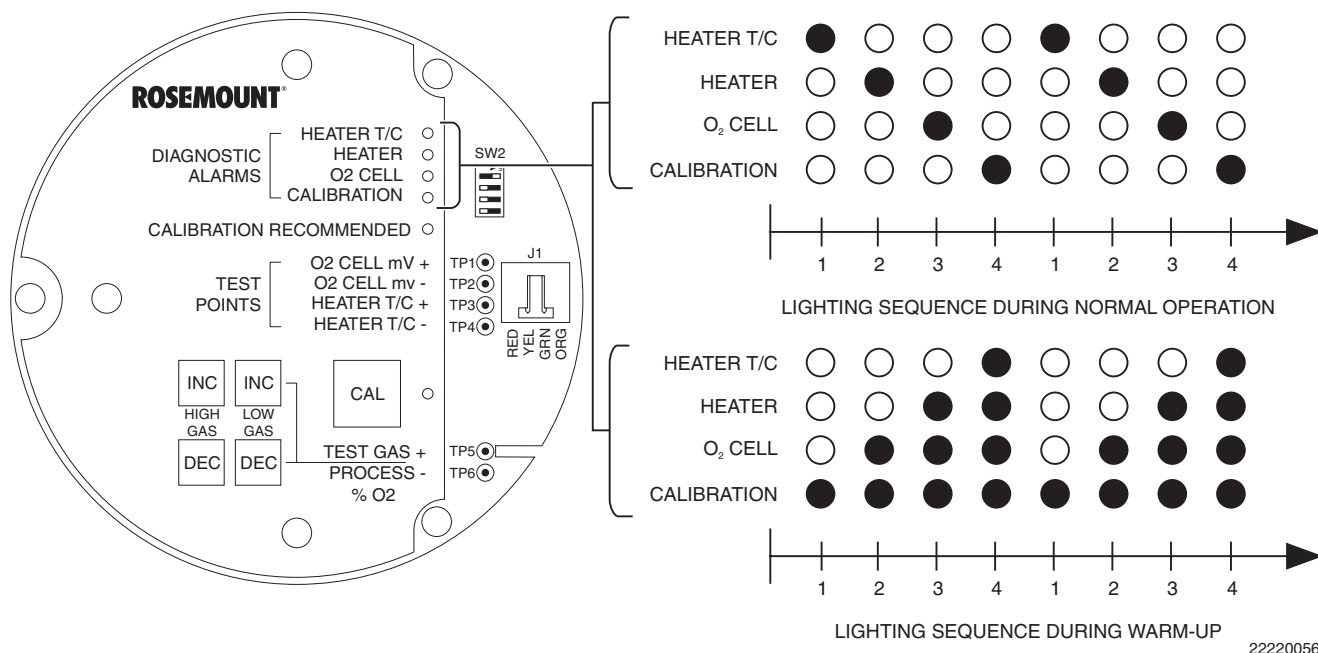 ROSEMOUNT®
DIAGNOSTIC ALARMS
HEATER T/C
HEATER
O2 CELL
CALIBRATION
SW2
CALIBRATION RECOMMENDED
TEST POINTS
O2 CELL mV + TP1
O2 CELL mv - TP2
HEATER T/C + TP3
HEATER T/C - TP4
J1
RED
YEL
GRN
ORG
INC INC
HIGH GAS LOW GAS
DEC DEC
CAL
TEST GAS + TP5
PROCESS - TP6
% O2
HEATER T/C
HEATER
O₂ CELL
CALIBRATION
1 2 3 4 1 2 3 4
LIGHTING SEQUENCE DURING NORMAL OPERATION
HEATER T/C
HEATER
O₂ CELL
CALIBRATION
1 2 3 4 1 2 3 4
LIGHTING SEQUENCE DURING WARM-UP
22220056